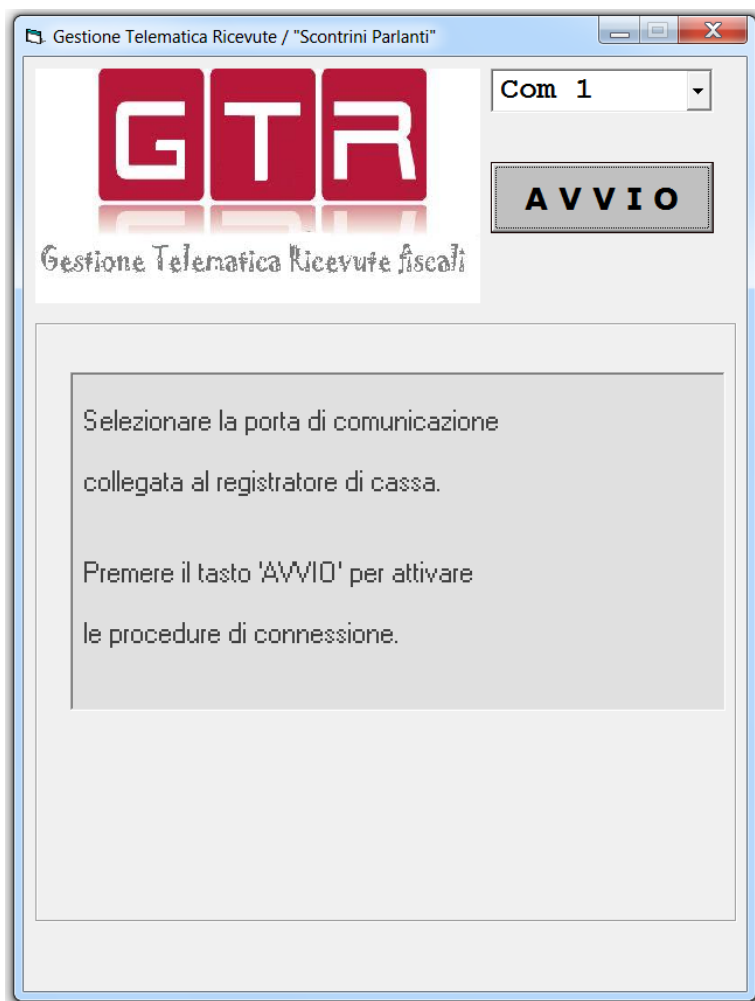 Gestione Telematica Ricevute / "Scontrini Parlanti"
GTR
Gestione Telematica Ricevute fiscali
Com 1
AVVIO
Selezionare la porta di comunicazione
collegata al registratore di cassa.
Premere il tasto 'AVVIO' per attivare
le procedure di connessione.